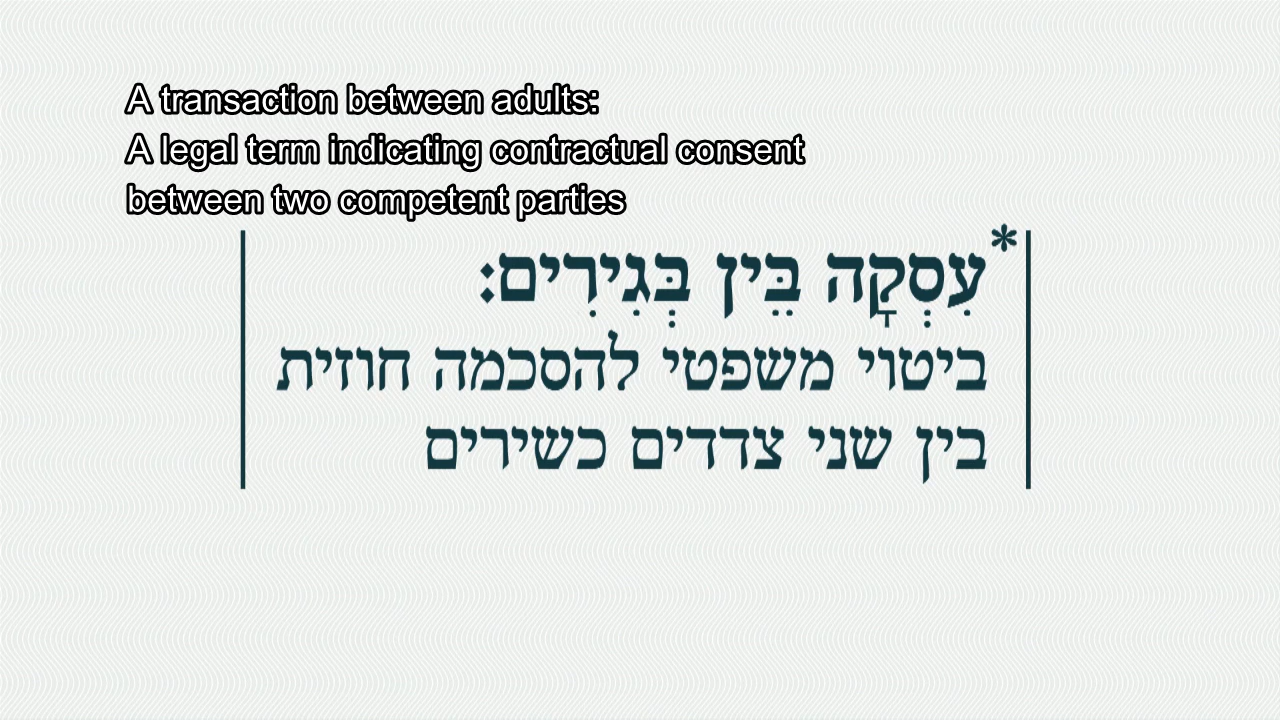 A transaction between adults:
A legal term indicating contractual consent
between two competent parties
*עִסְקָה בֵּין בְּגִירִים:
ביטוי משפטי להסכמה חוזית
בין שני צדדים כשירים